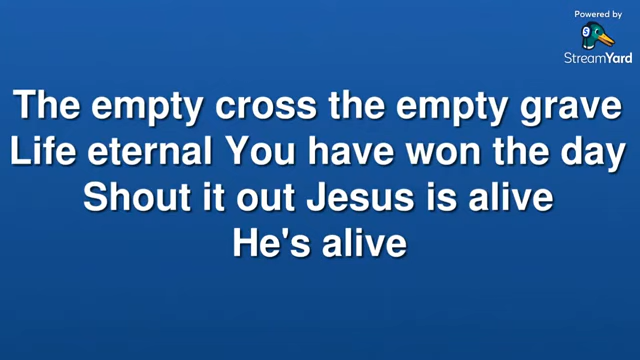 Powered by
StreamYard
The empty cross the empty grave
Life eternal You have won the day
Shout it out Jesus is alive
He's alive